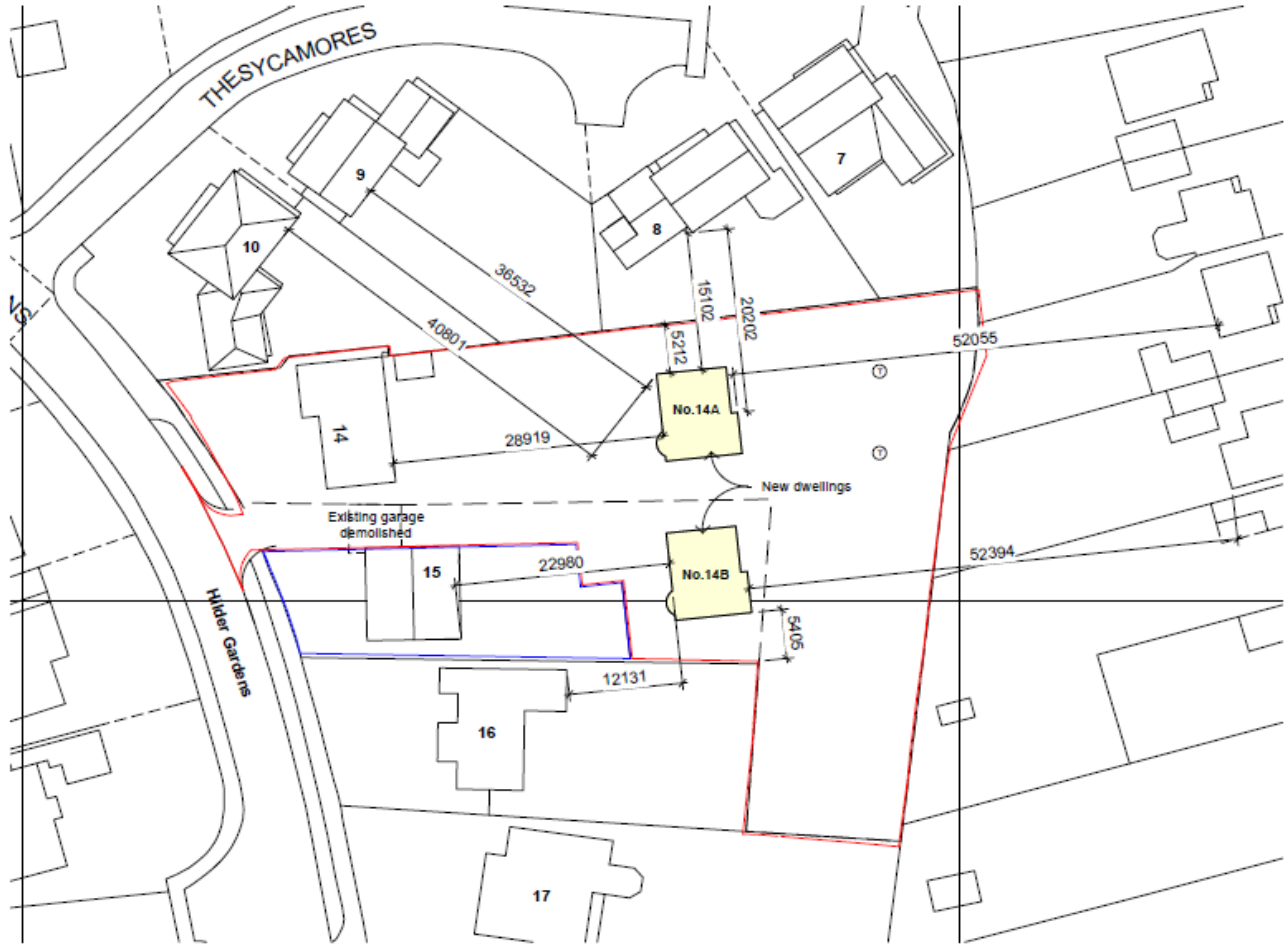 THESYCAMORES
7
9
8
10
36532
15102
20202
40801
5212
52055
14
No.14A
28919
New dwellings
Existing garage
demolished
15
22980
No.14B
52394
Hilder Gardens
5405
12131
16
17
T
T